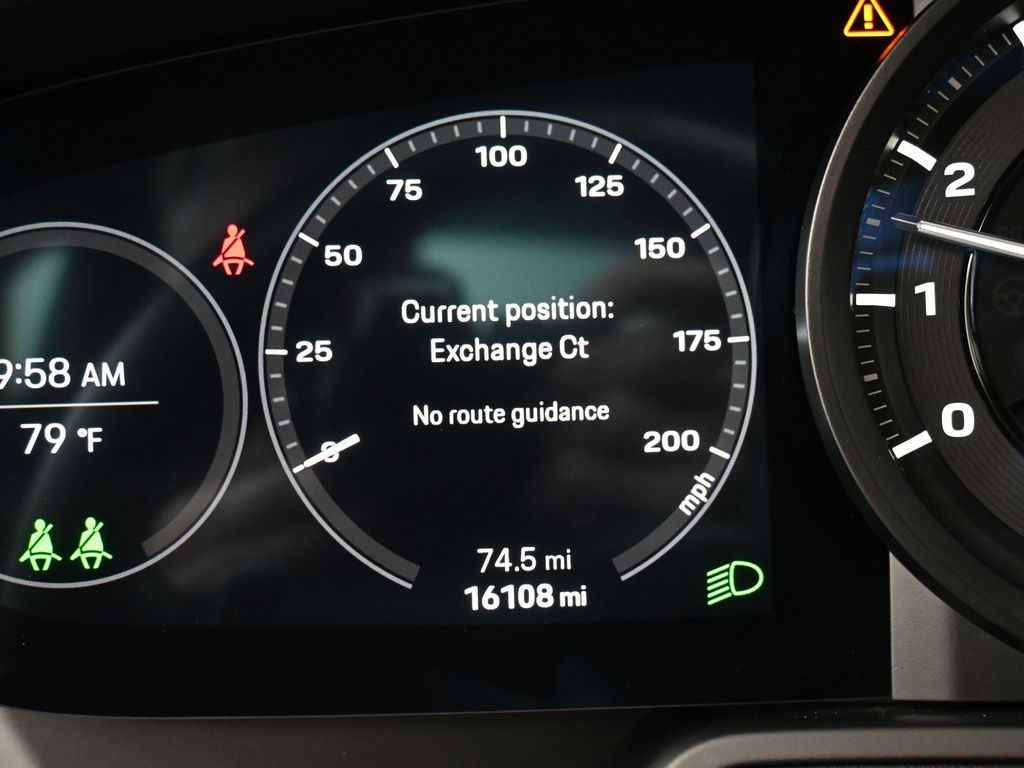 9:58 AM
79 °F
0
25
50
75
100
125
150
175
200
mph
Current position:
Exchange Ct
No route guidance
74.5 mi
16108 mi
2
1
0